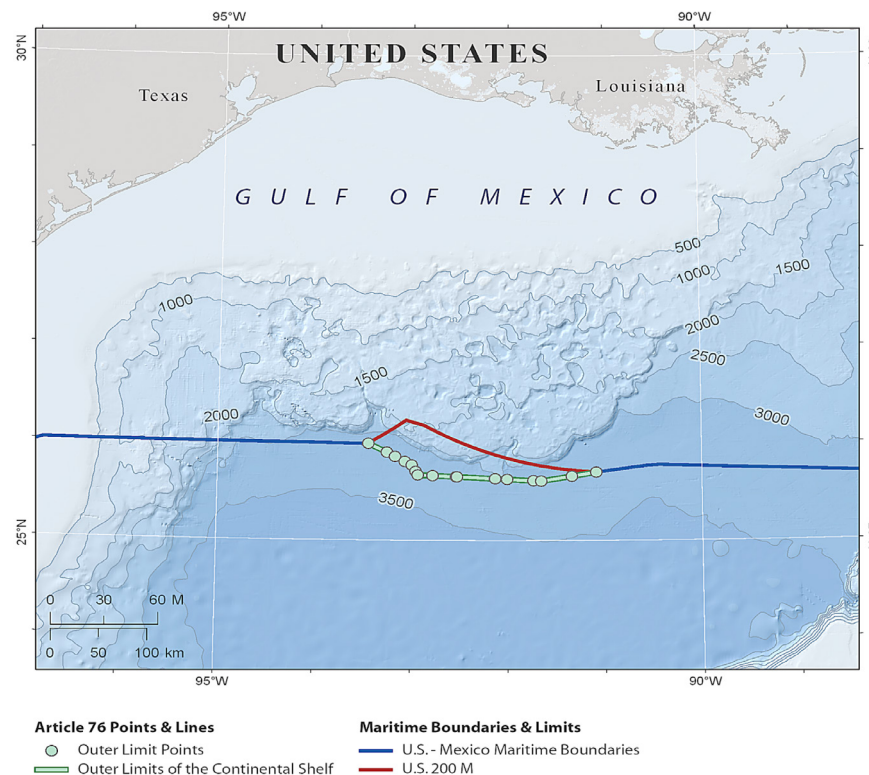 95°W 90°W
30°N
UNITED STATES
Texas
Louisiana
GULF OF MEXICO
500
1000
1500
1000
2000
1500
2500
2000
3000
3500
25°N
0 30 60 M
0 50 100 km
95°W 90°W
Article 76 Points & Lines
Outer Limit Points
Outer Limits of the Continental Shelf
Maritime Boundaries & Limits
U.S. - Mexico Maritime Boundaries
U.S. 200 M